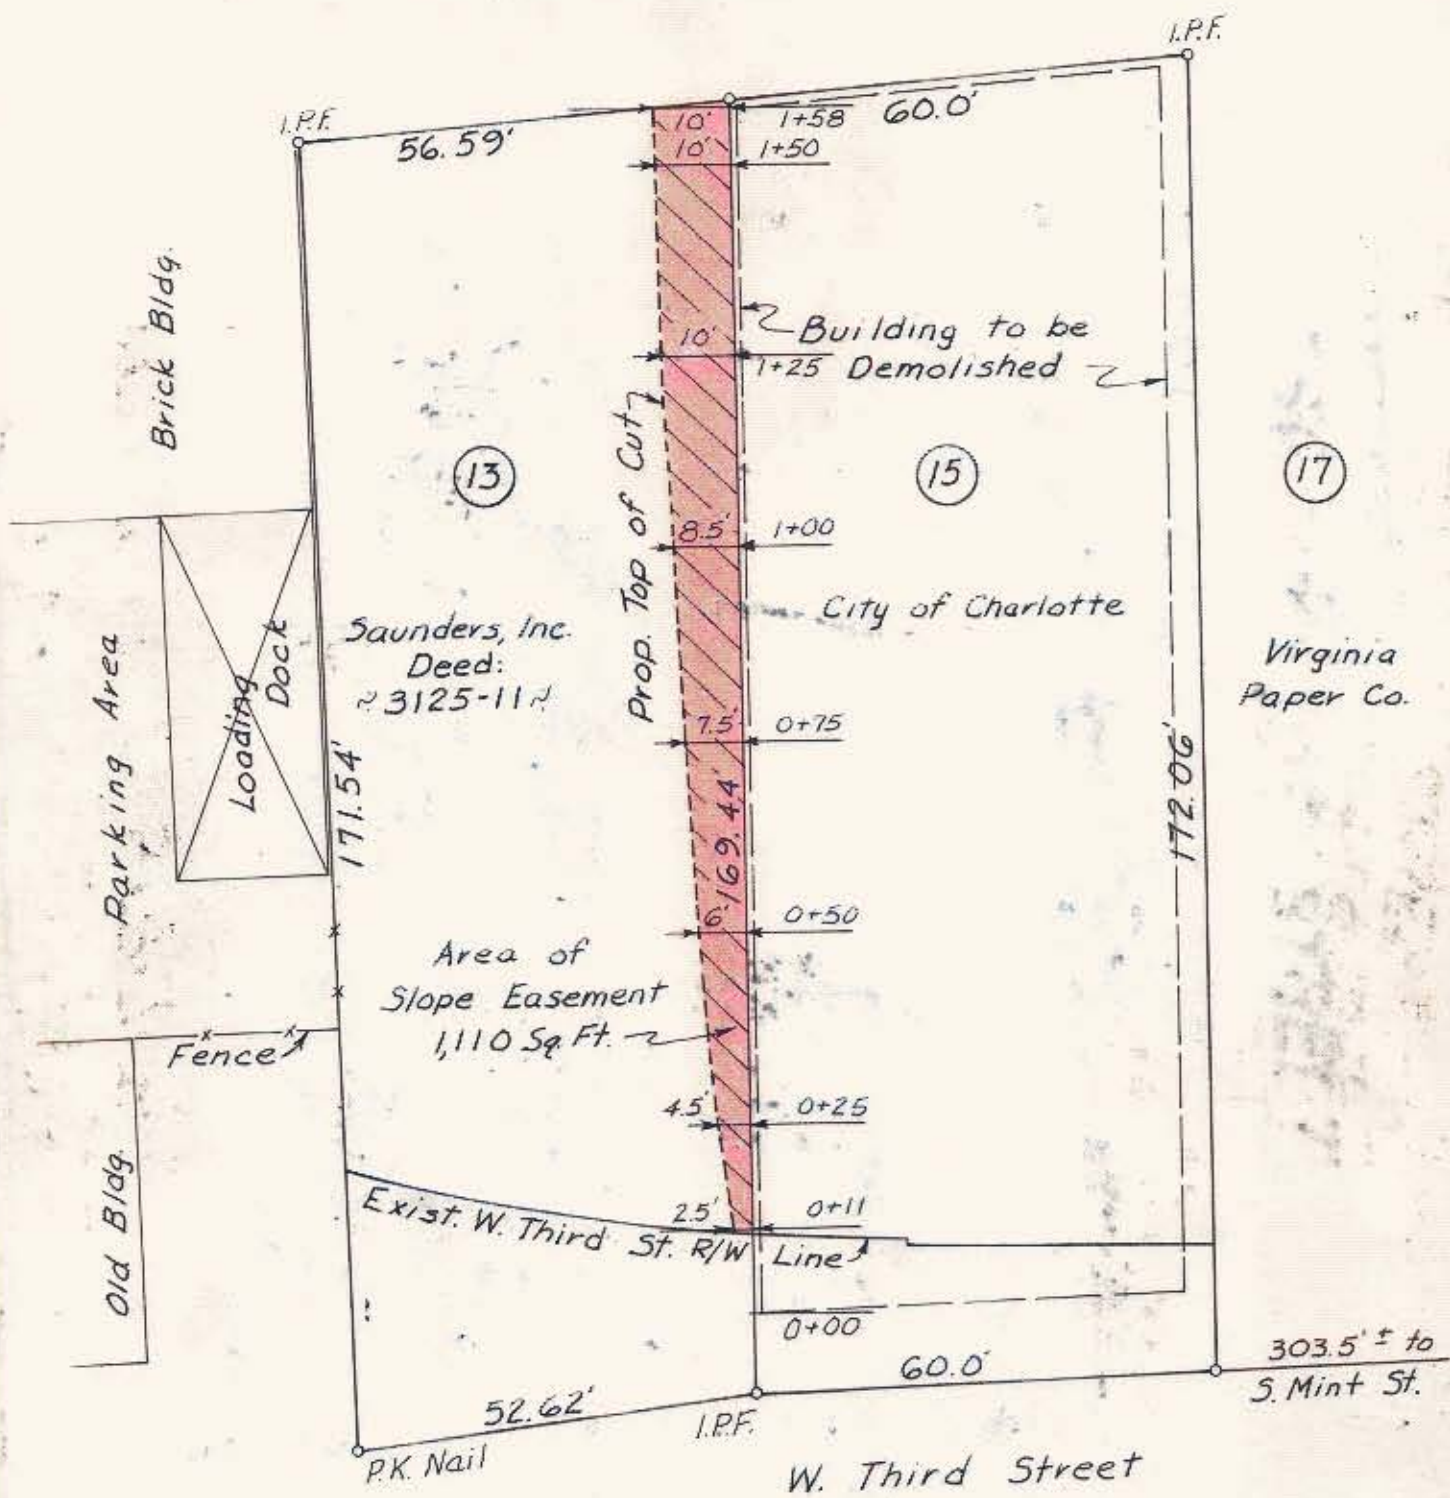 I.P.F.
I.P.F.
56.59'
10'
1+58
60.0'
10'
1+50
Brick Bldg.
Building to be
Demolished
10'
1+25
Prop. Top of Cut
13
15
17
8.5'
1+00
City of Charlotte
Saunders, Inc.
Deed:
3125-11
Virginia
Paper Co.
Parking Area
Loading
Dock
171.54'
7.5'
0+75
169.44'
172.06'
6'
0+50
Area of
Slope Easement
1,110 Sq. Ft.
Fence
4.5'
0+25
Old Bldg.
Exist. W. Third St. R/W Line
2.5'
0+11
0+00
60.0'
303.5' ± to
S. Mint St.
52.62'
I.P.F.
P.K. Nail
W. Third Street